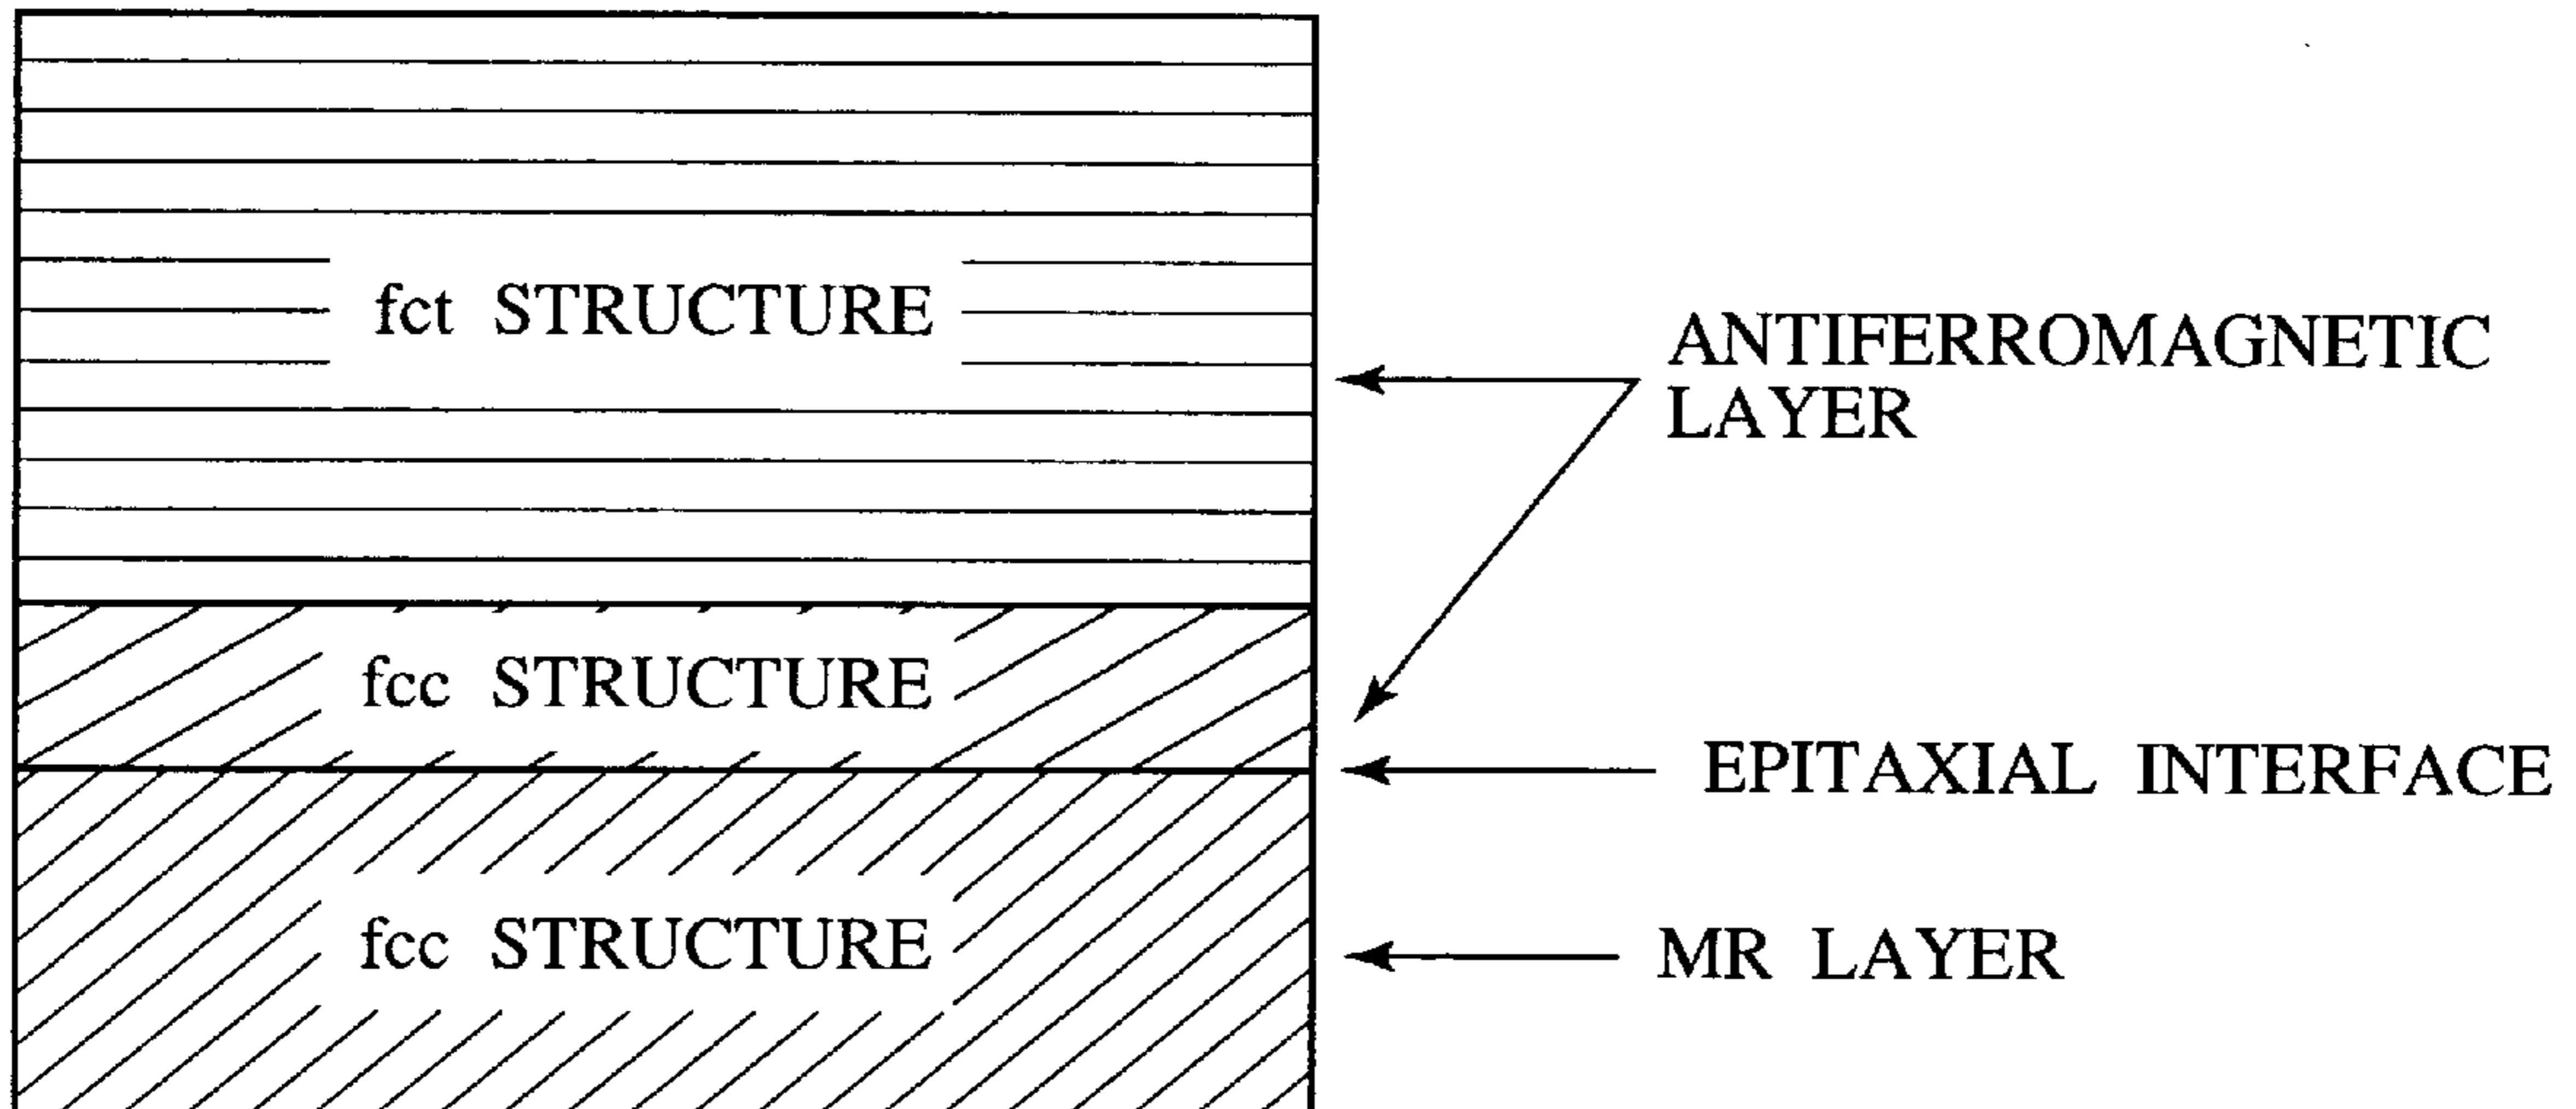 fct STRUCTURE
ANTIFERROMAGNETIC
LAYER
fcc STRUCTURE
EPITAXIAL INTERFACE
fcc STRUCTURE
MR LAYER